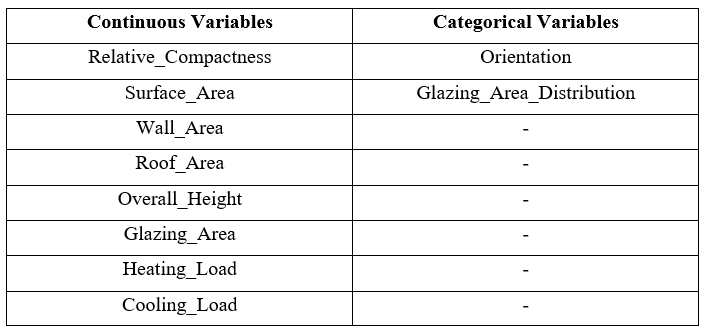 Continuous Variables Categorical Variables
Relative_Compactness Orientation
Surface_Area Glazing_Area_Distribution
Wall_Area -
Roof_Area -
Overall_Height -
Glazing_Area -
Heating_Load -
Cooling_Load -